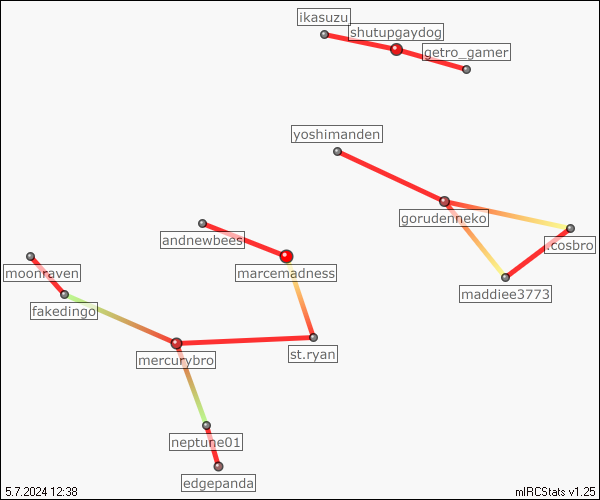 ikasuzu
shutupgaydog
getro_gamer
yoshimanden
gorudenneko
.cosbro
andnewbees
marcemadness
moonraven
maddiee3773
fakedingo
st.ryan
mercurybro
neptune01
edgepanda
5.7.2024 12:38
mIRCStats v1.25